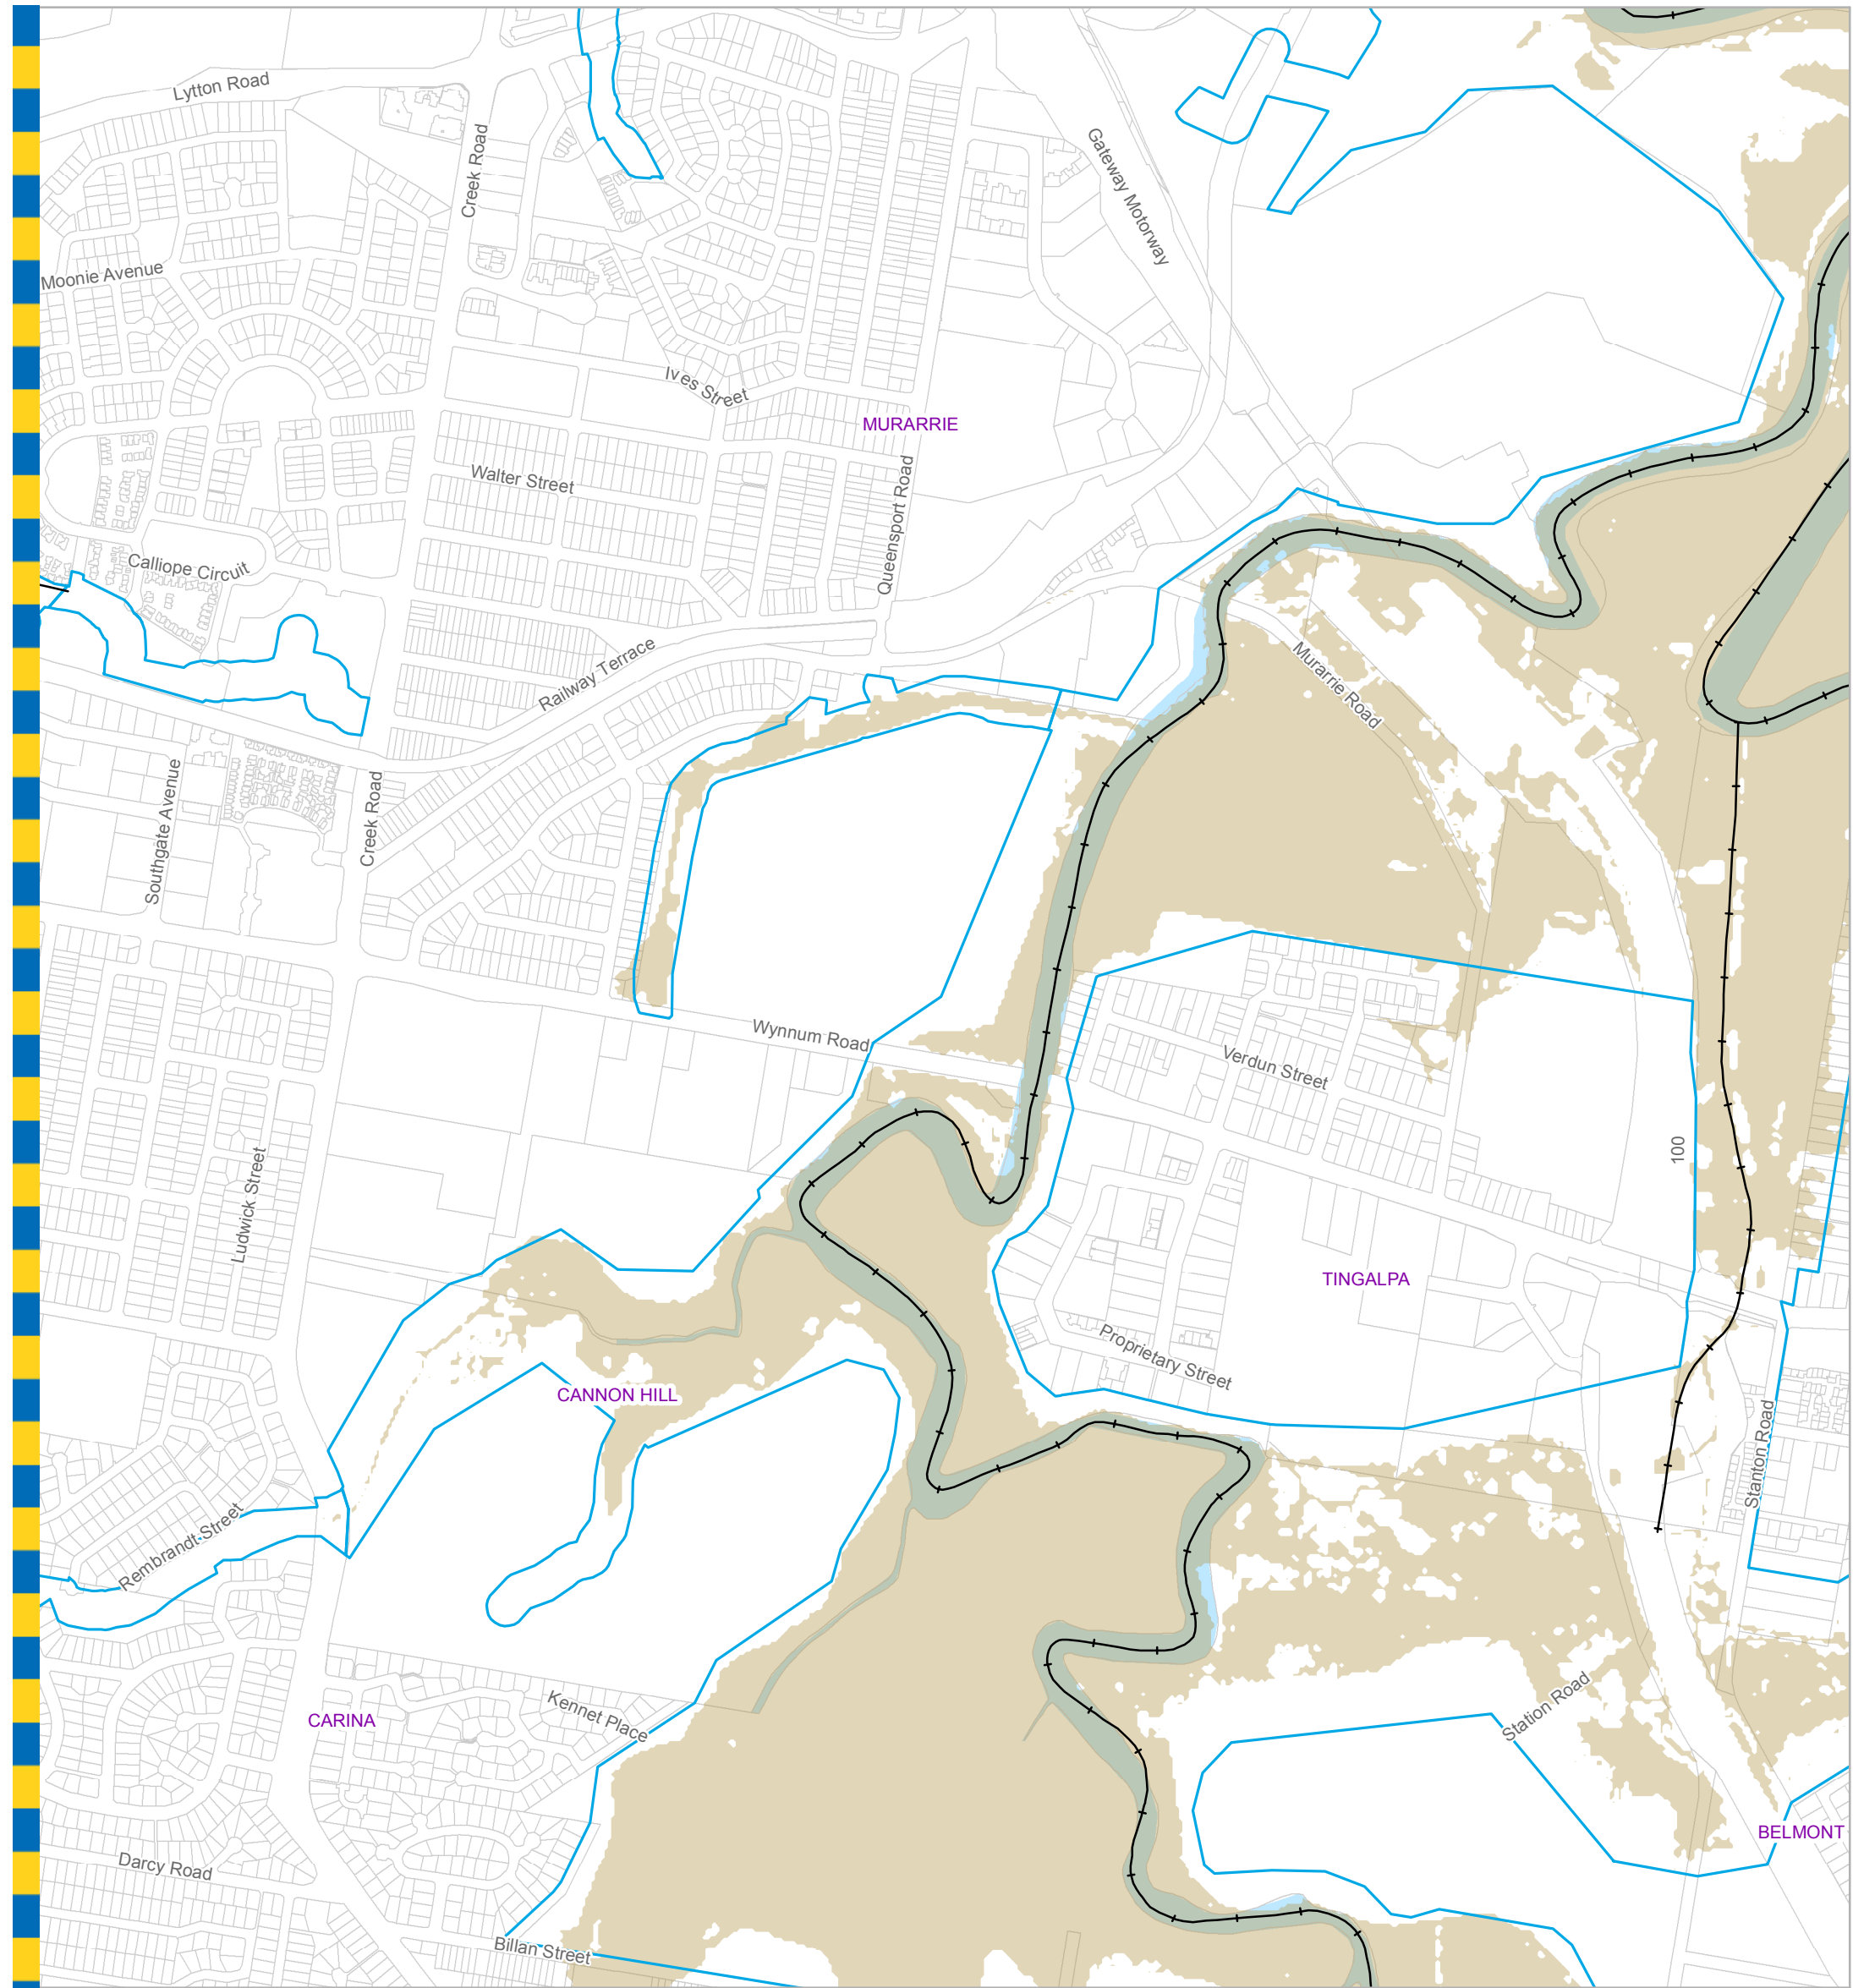 Lytton Road
Creek Road
Gateway Motorway
Moonie Avenue
Ives Street
MURARRIE
Walter Street
Queensport Road
Calliope Circuit
Railway Terrace
Murarrie Road
Southgate Avenue
Creek Road
Wynnum Road
Verdun Street
100
Ludwick Street
TINGALPA
Proprietary Street
CANNON HILL
Stanton Road
Rembrandt Street
Station Road
Kennet Place
CARINA
BELMONT
Darcy Road
Billan Street